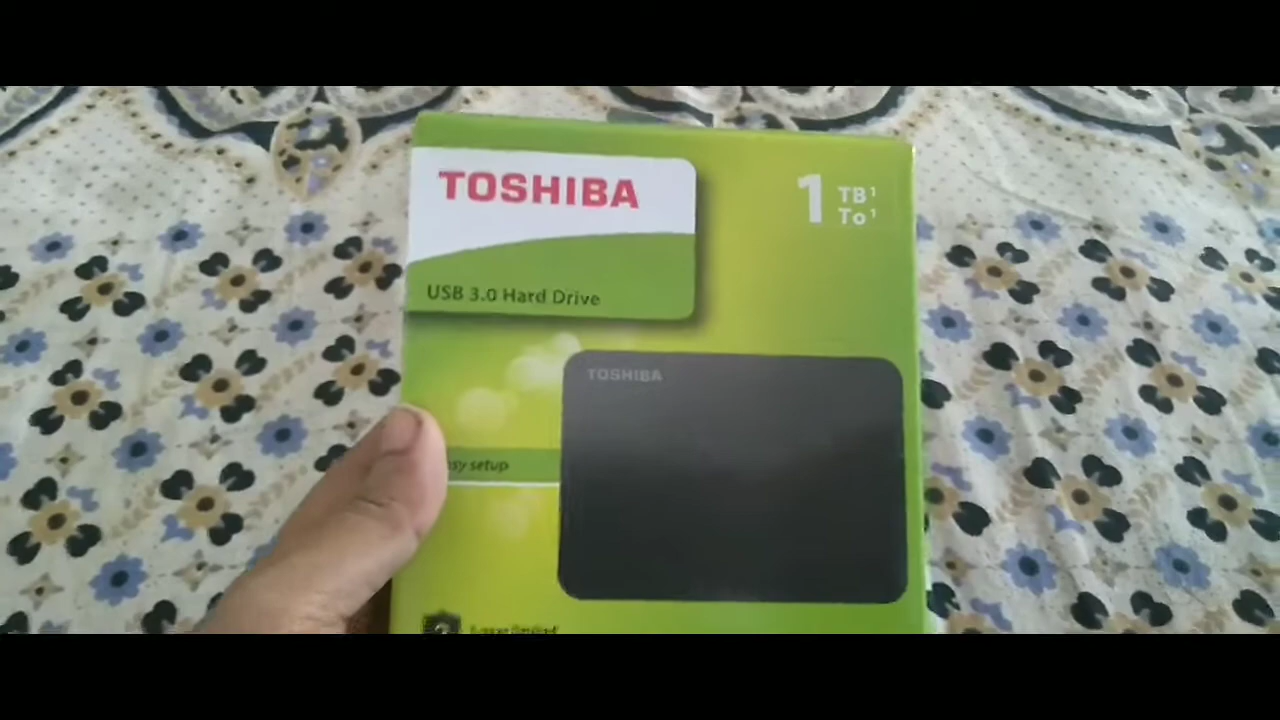 TOSHIBA
1 TB¹
To¹
USB 3.0 Hard Drive
TOSHIBA
sy setup